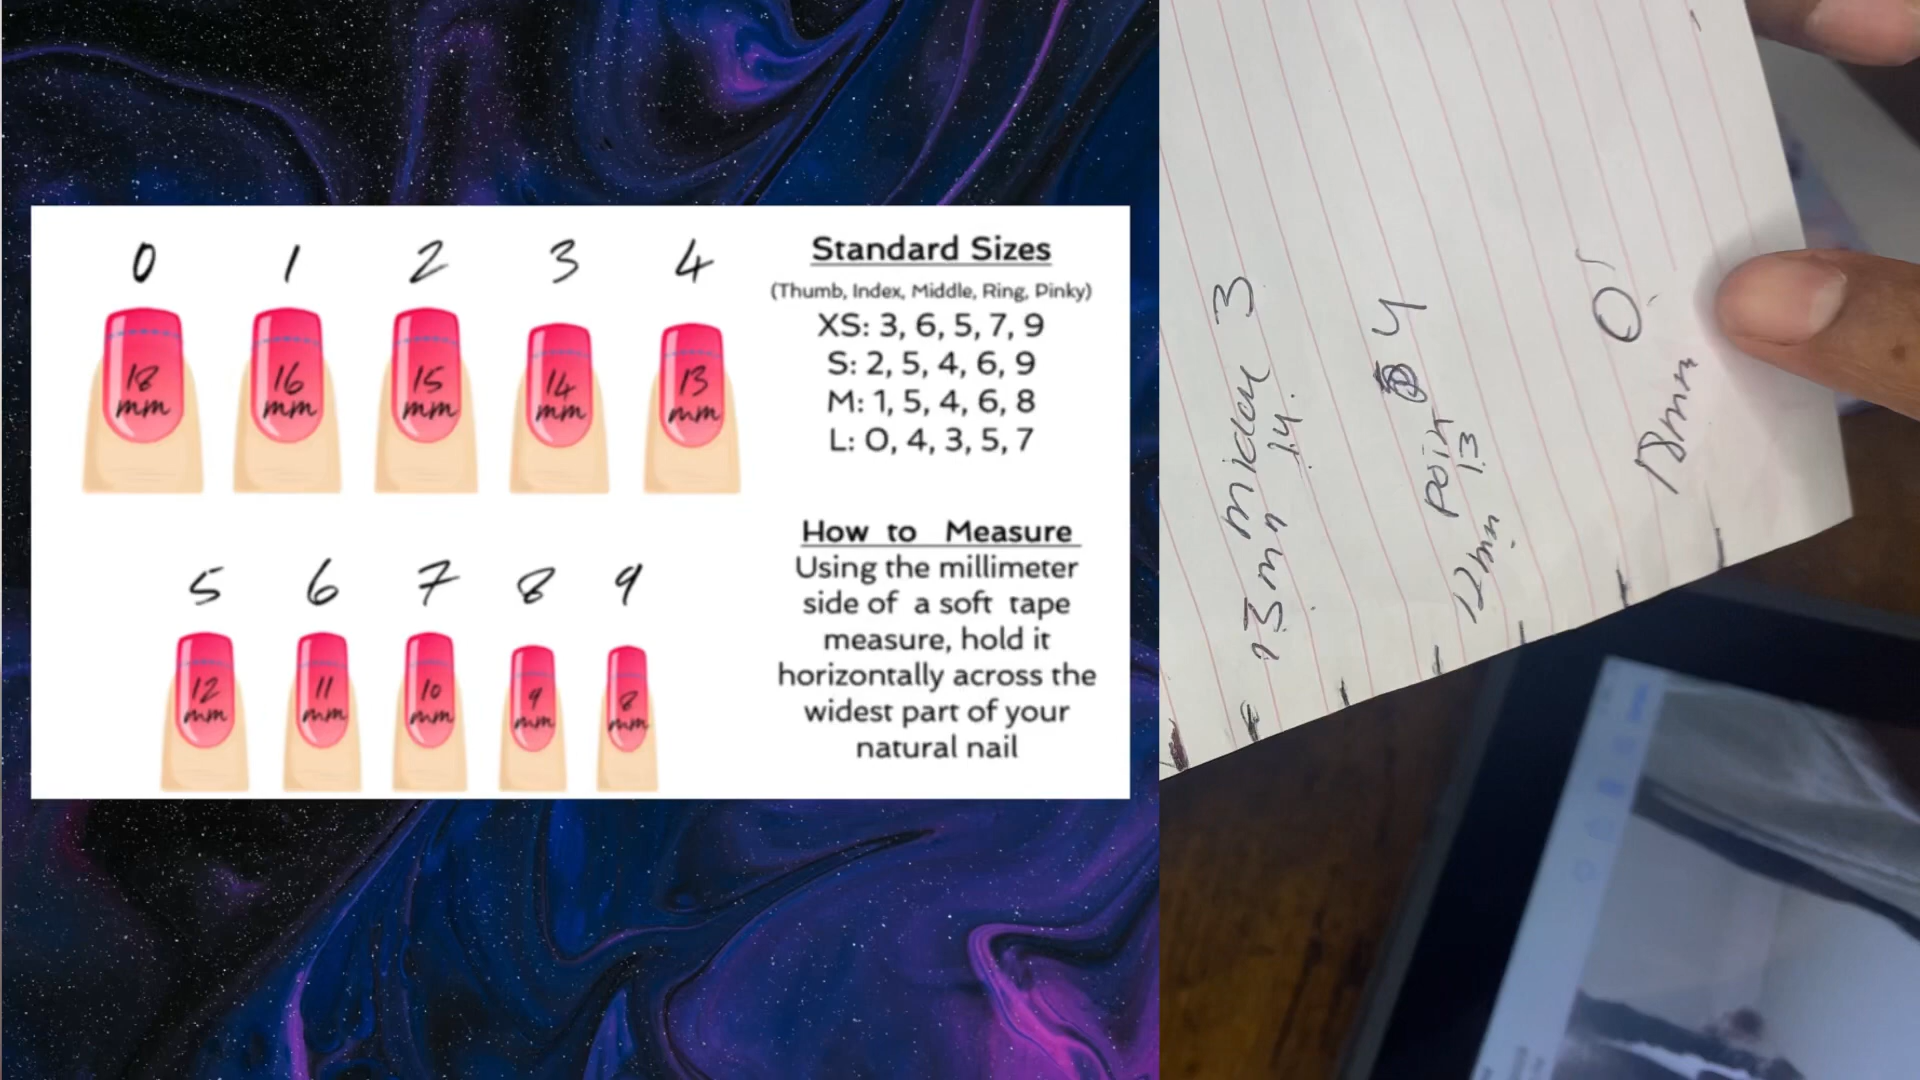 0 1 2 3 4
18 mm 16 mm 15 mm 14 mm 13 mm
5 6 7 8 9
12 mm 11 mm 10 mm 9 mm 8 mm
Standard Sizes
(Thumb, Index, Middle, Ring, Pinky)
XS: 3, 6, 5, 7, 9
S: 2, 5, 4, 6, 9
M: 1, 5, 4, 6, 8
L: 0, 4, 3, 5, 7
How to Measure
Using the millimeter
side of a soft tape
measure, hold it
horizontally across the
widest part of your
natural nail
3
13mm 14.
4
12mm 13
0
18mm